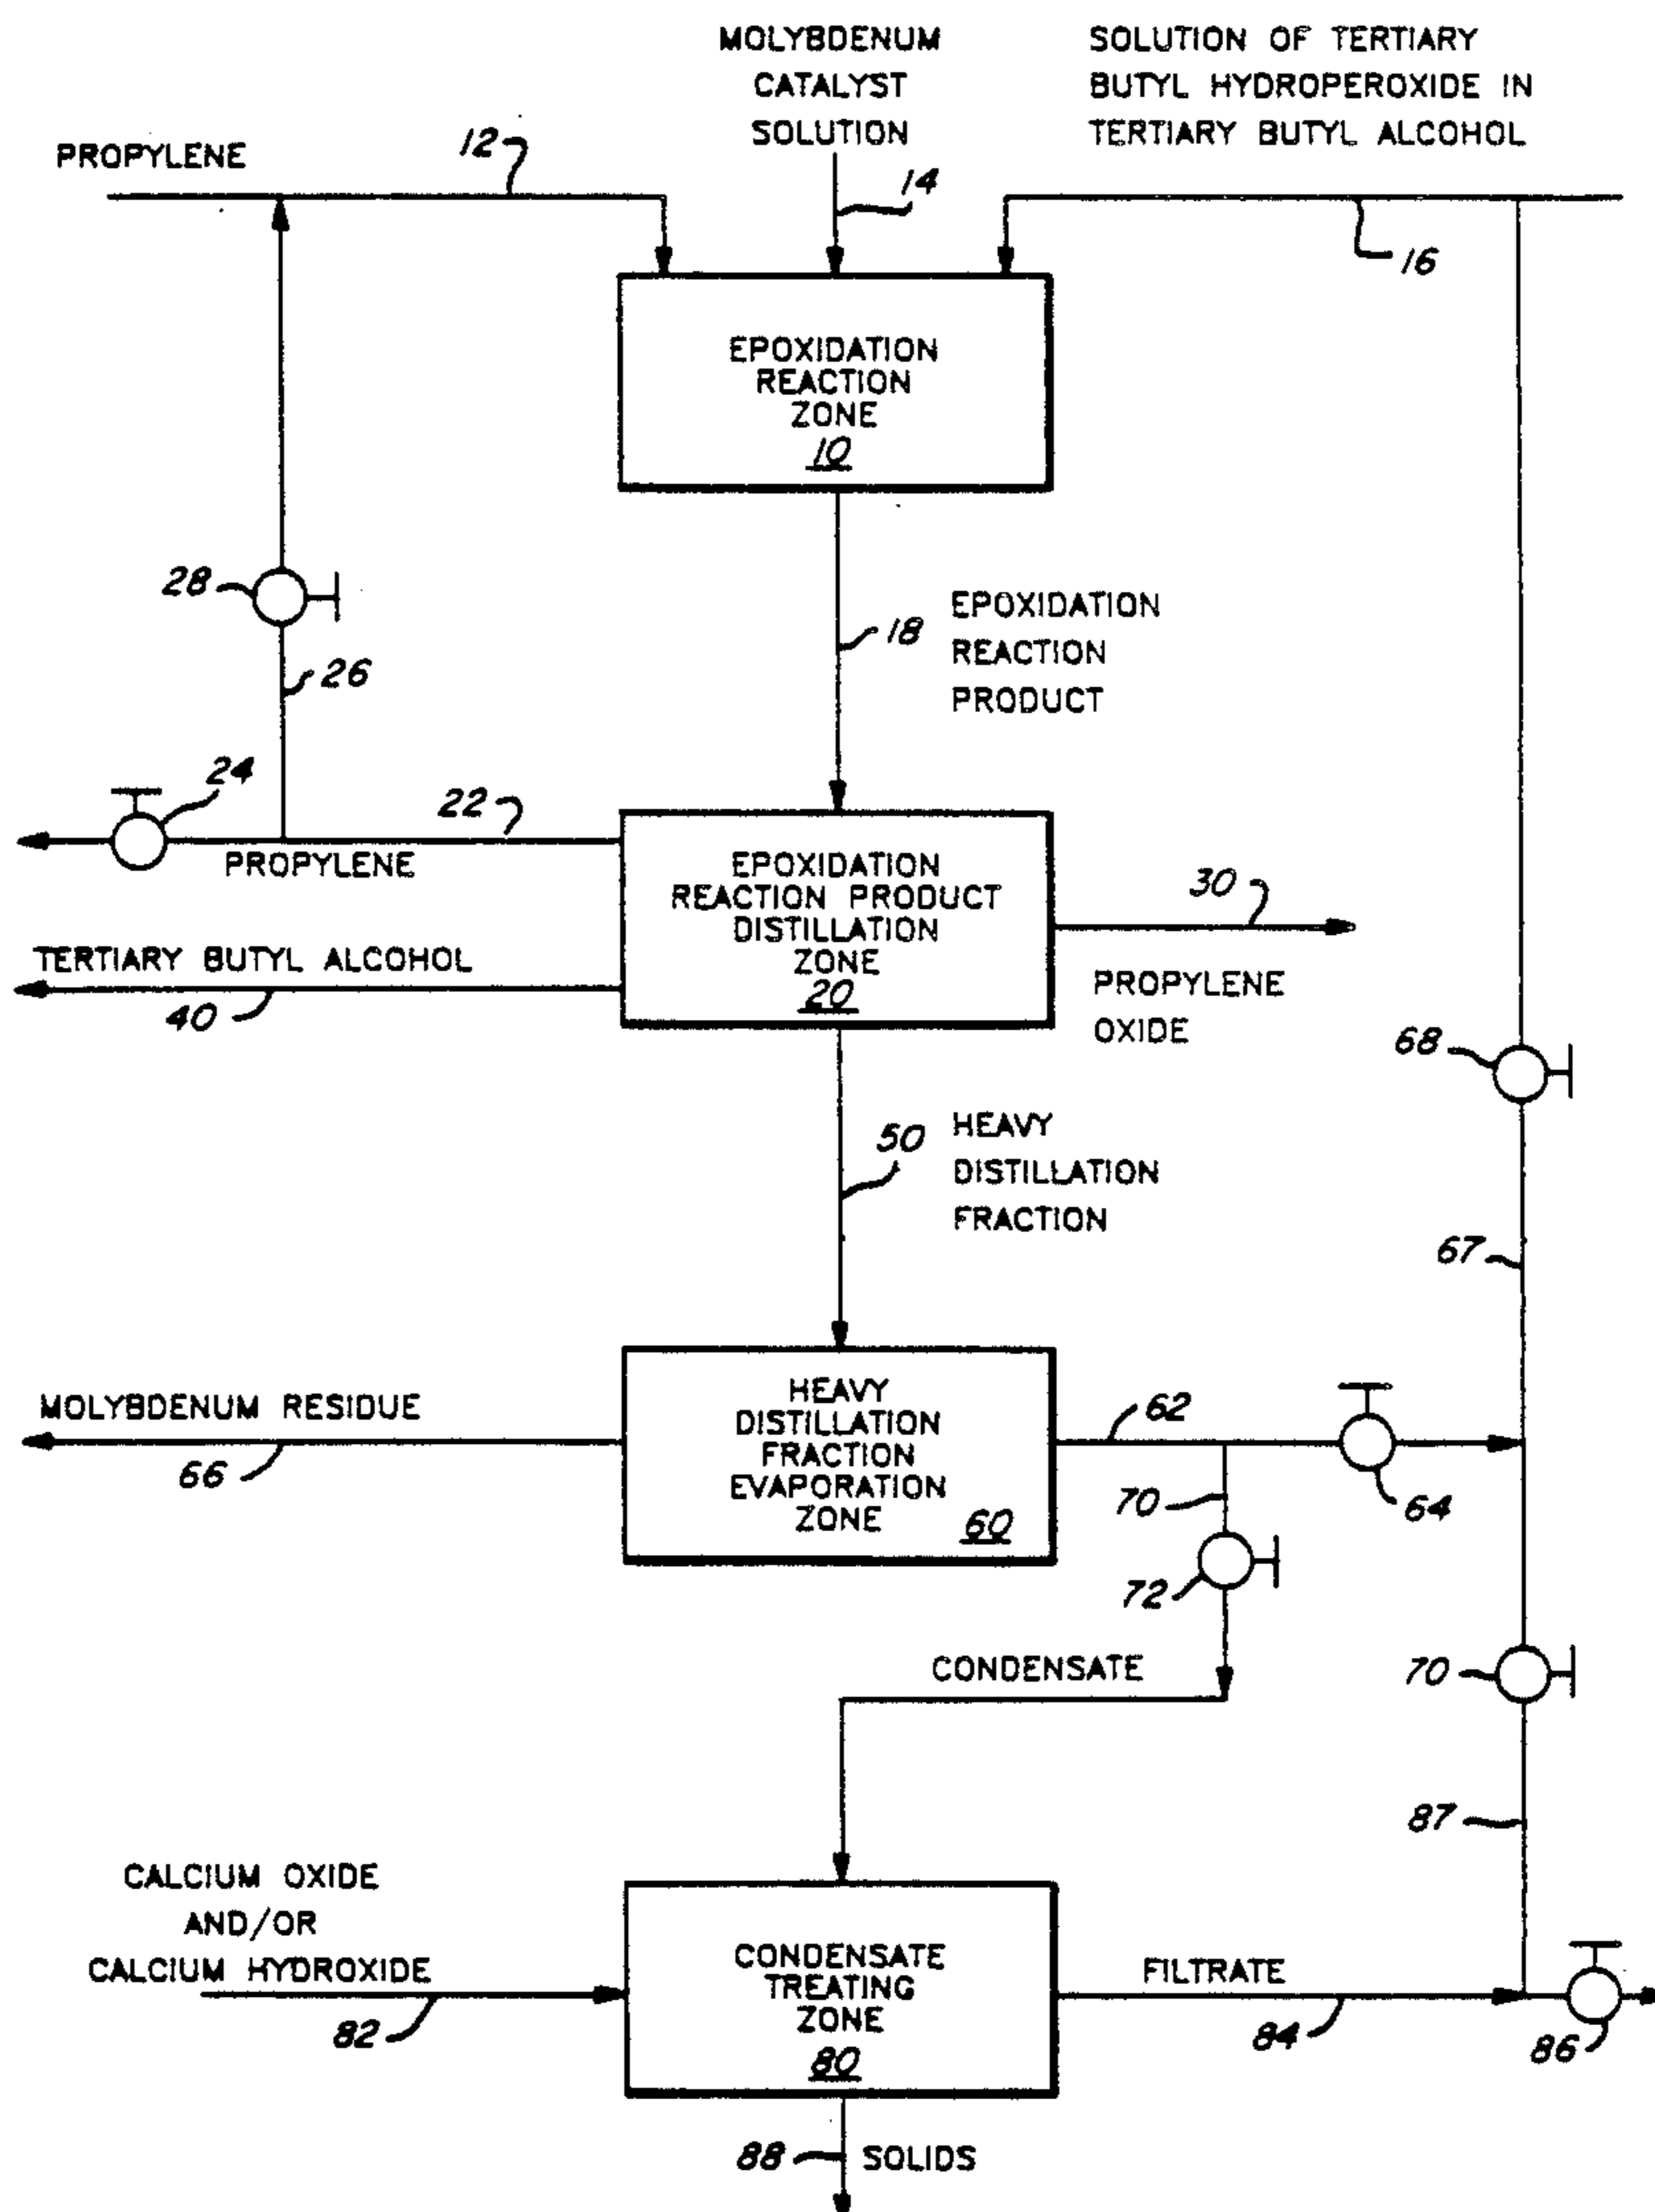 MOLYBDENUM
CATALYST
SOLUTION
SOLUTION OF TERTIARY
BUTYL HYDROPEROXIDE IN
TERTIARY BUTYL ALCOHOL
PROPYLENE
12
14
16
EPOXIDATION
REACTION
ZONE
10
28
18
EPOXIDATION
REACTION
PRODUCT
26
24
22
PROPYLENE
EPOXIDATION
REACTION PRODUCT
DISTILLATION
ZONE
20
30
PROPYLENE
OXIDE
TERTIARY BUTYL ALCOHOL
40
68
50
HEAVY
DISTILLATION
FRACTION
67
MOLYBDENUM RESIDUE
66
HEAVY
DISTILLATION
FRACTION
EVAPORATION
ZONE
60
62
64
70
72
CONDENSATE
70
87
CALCIUM OXIDE
AND/OR
CALCIUM HYDROXIDE
82
CONDENSATE
TREATING
ZONE
80
FILTRATE
84
86
88
SOLIDS